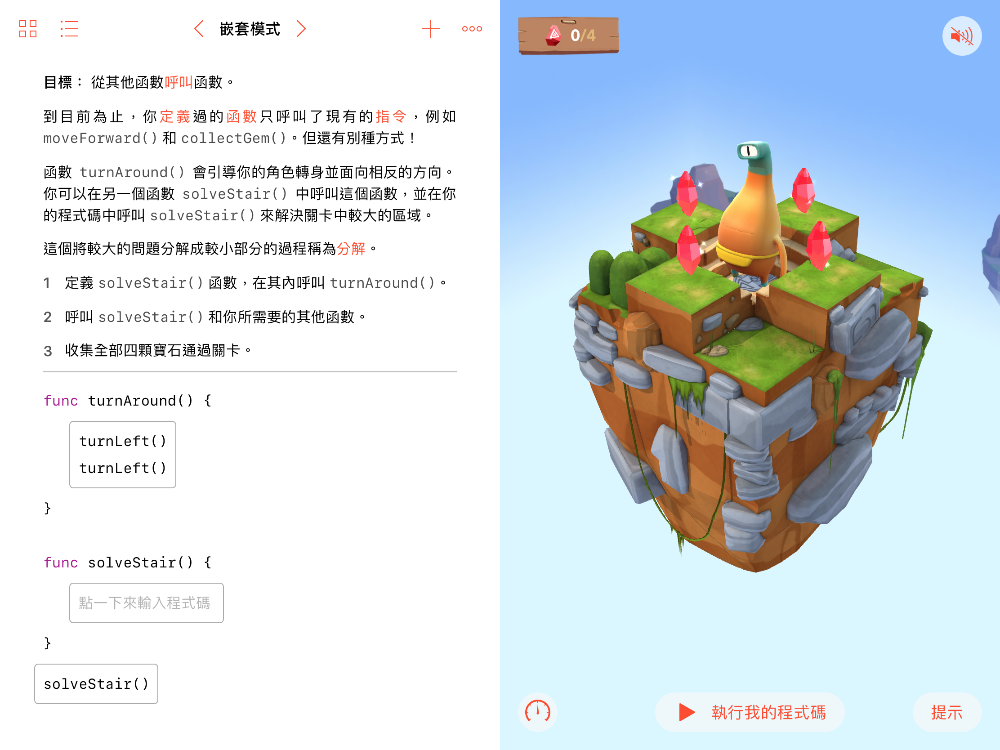 嵌套模式
目標： 從其他函數呼叫函數。
到目前為止，你定義過的函數只呼叫了現有的指令，例如
moveForward() 和 collectGem()。但還有別種方式！
函數 turnAround() 會引導你的角色轉身並面向相反的方向。
你可以在另一個函數 solveStair() 中呼叫這個函數，並在你
的程式碼中呼叫 solveStair() 來解決關卡中較大的區域。
這個將較大的問題分解成較小部分的過程稱為分解。
1 定義 solveStair() 函數，在其內呼叫 turnAround()。
2 呼叫 solveStair() 和你所需要的其他函數。
3 收集全部四顆寶石通過關卡。
func turnAround() {
turnLeft()
turnLeft()
}
func solveStair() {
點一下來輸入程式碼
}
solveStair()
0/4
執行我的程式碼
提示